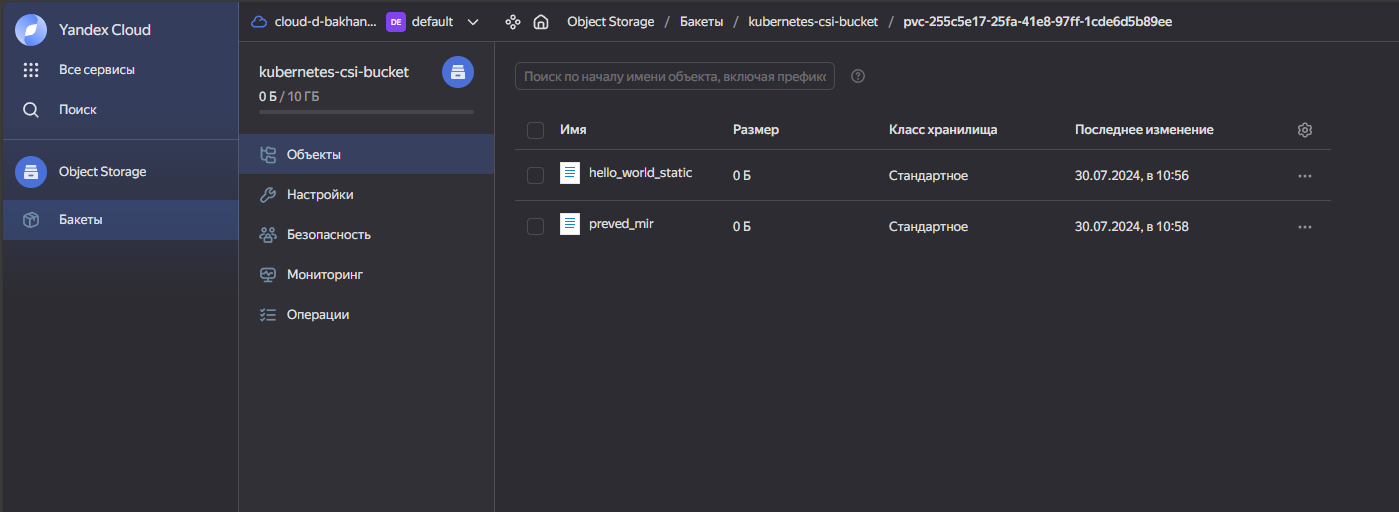 Yandex Cloud
Все сервисы
Поиск
Object Storage
Бакеты
cloud-d-bakhan... DE default
Object Storage / Бакеты / kubernetes-csi-bucket / pvc-255c5e17-25fa-41e8-97ff-1cde6d5b89ee
kubernetes-csi-bucket
0 Б / 10 ГБ
Объекты
Настройки
Безопасность
Мониторинг
Операции
Поиск по началу имени объекта, включая префикс
Имя Размер Класс хранилища Последнее изменение
hello_world_static 0 Б Стандартное 30.07.2024, в 10:56
preved_mir 0 Б Стандартное 30.07.2024, в 10:58